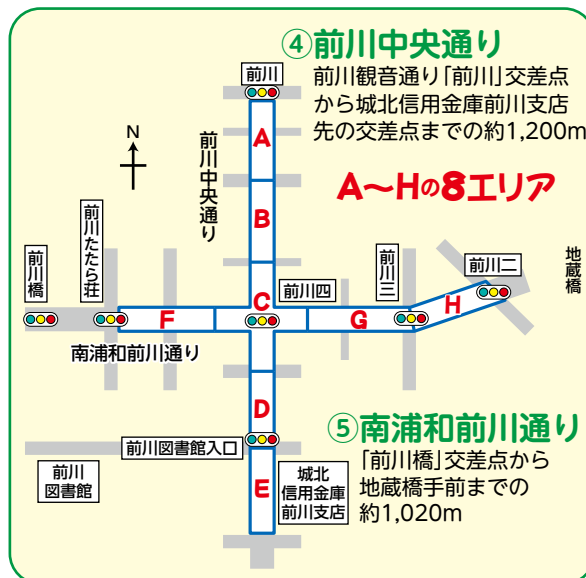 ④前川中央通り
前川観音通り「前川」交差点
から城北信用金庫前川支店
先の交差点までの約1,200m
A～Hの8エリア
前川
N
前川中央通り
A
B
C
D
E
F
G
H
前川橋
前川たたら荘
前川四
前川三
前川二
地蔵橋
南浦和前川通り
前川図書館入口
前川
図書館
城北
信用金庫
前川支店
⑤南浦和前川通り
「前川橋」交差点から
地蔵橋手前までの
約1,020m